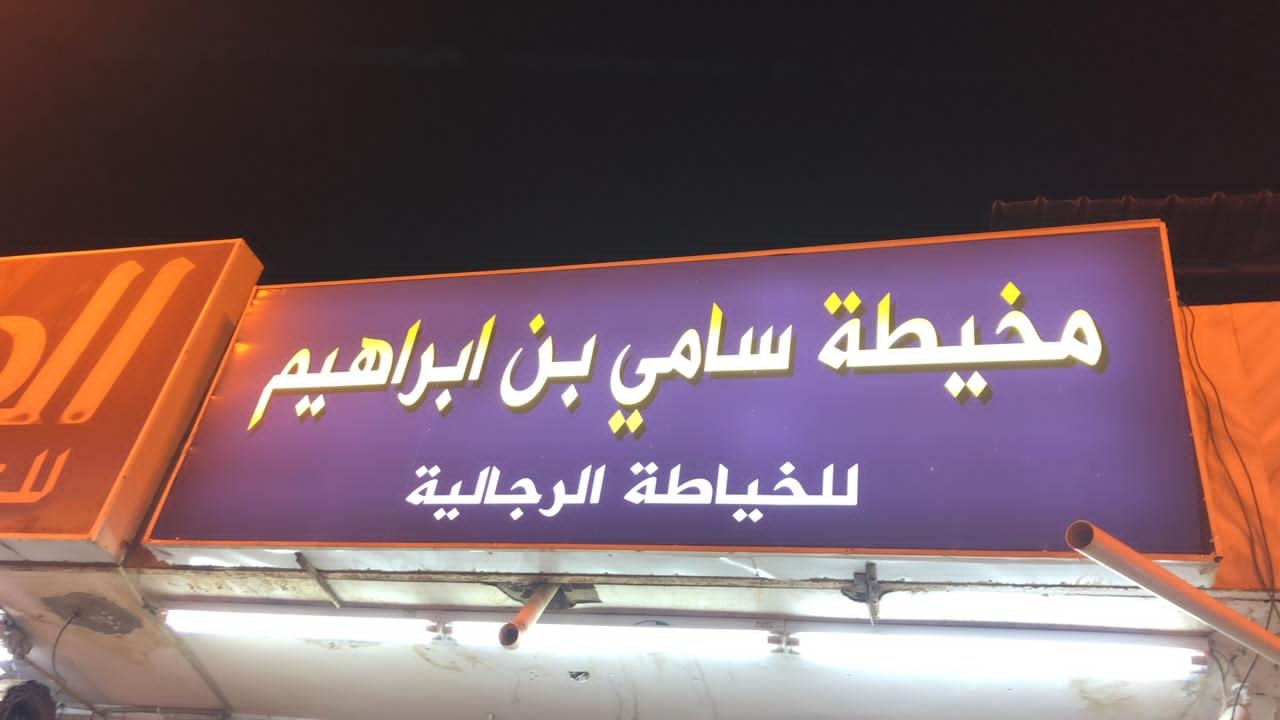 مخيطة سامي بن ابراهيم
للخياطة الرجالية